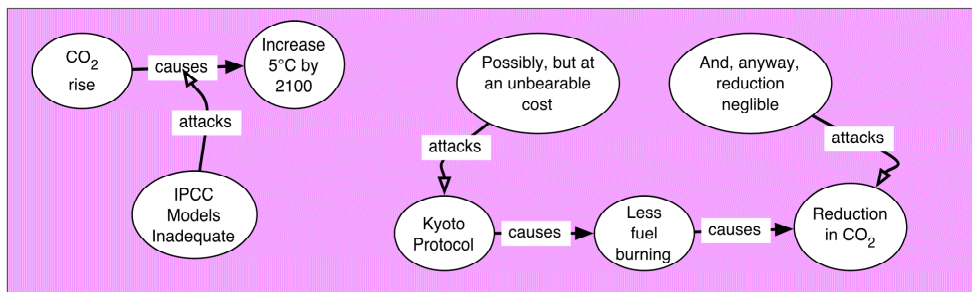 CO2
rise
causes
Increase
5°C by
2100
attacks
IPCC
Models
Inadequate
Possibly, but at
an unbearable
cost
attacks
Kyoto
Protocol
causes
Less
fuel
burning
causes
And, anyway,
reduction
neglible
attacks
Reduction
in CO2